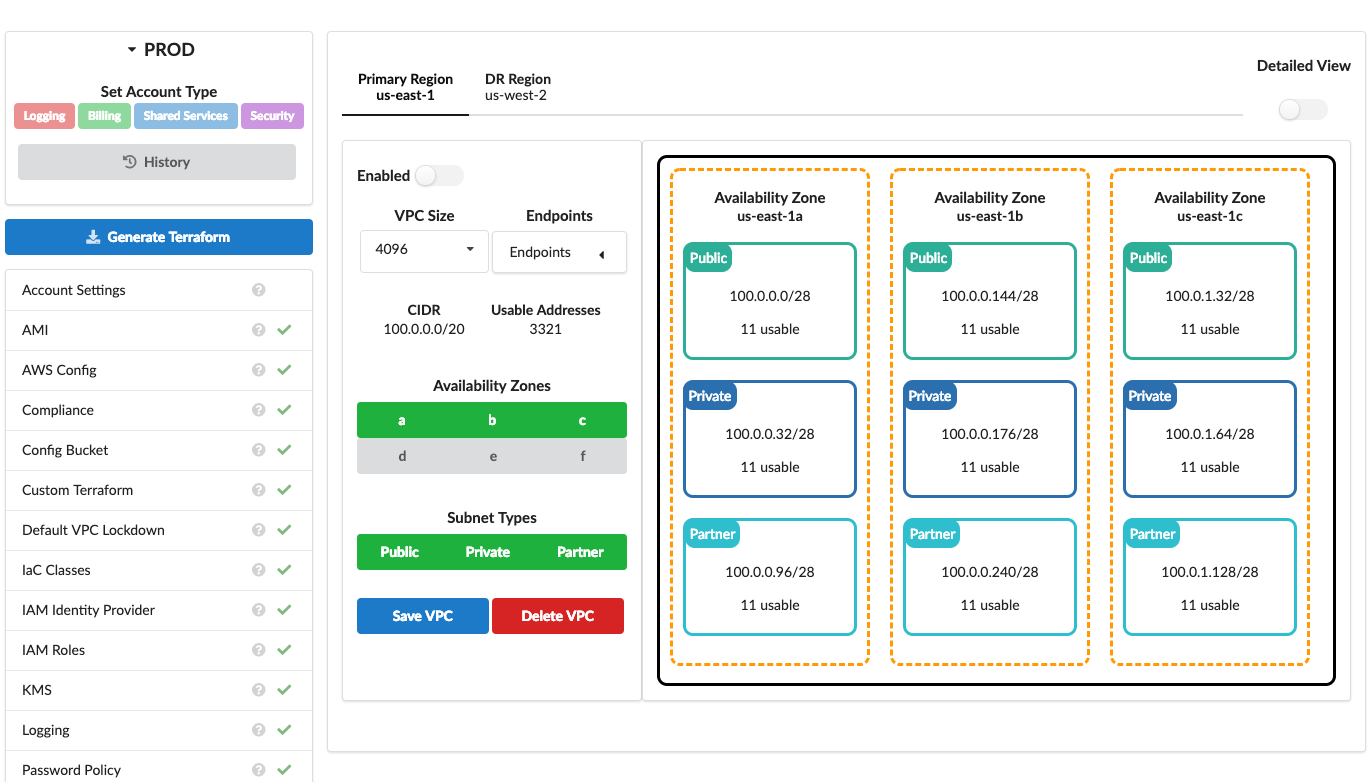 PROD
Set Account Type
Logging Billing Shared Services Security
History
Generate Terraform
Account Settings
AMI
AWS Config
Compliance
Config Bucket
Custom Terraform
Default VPC Lockdown
IaC Classes
IAM Identity Provider
IAM Roles
KMS
Logging
Password Policy
Primary Region
us-east-1
DR Region
us-west-2
Detailed View
Enabled
VPC Size
4096
Endpoints
Endpoints
CIDR
100.0.0.0/20
Usable Addresses
3321
Availability Zones
a b c
d e f
Subnet Types
Public Private Partner
Save VPC Delete VPC
Availability Zone
us-east-1a
Public
100.0.0.0/28
11 usable
Private
100.0.0.32/28
11 usable
Partner
100.0.0.96/28
11 usable
Availability Zone
us-east-1b
Public
100.0.0.144/28
11 usable
Private
100.0.0.176/28
11 usable
Partner
100.0.0.240/28
11 usable
Availability Zone
us-east-1c
Public
100.0.1.32/28
11 usable
Private
100.0.1.64/28
11 usable
Partner
100.0.1.128/28
11 usable